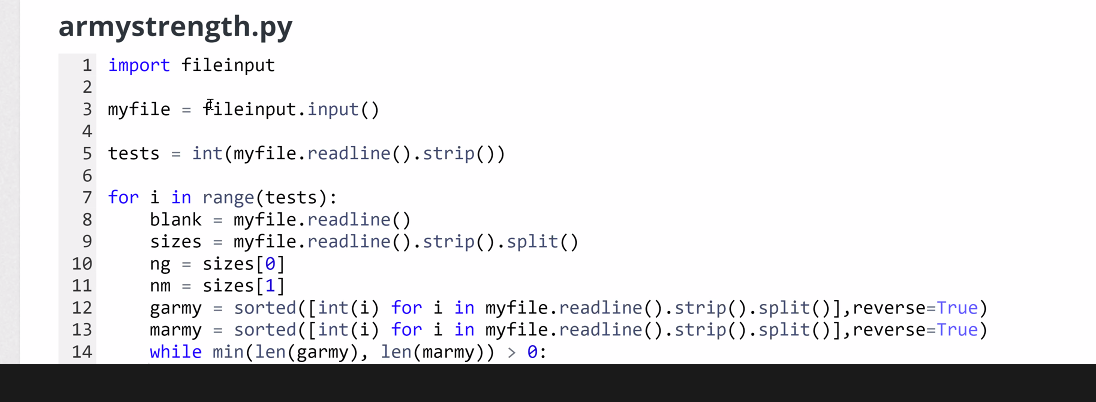 armystrength.py
1 import fileinput
2
3 myfile = fileinput.input()
4
5 tests = int(myfile.readline().strip())
6
7 for i in range(tests):
8     blank = myfile.readline()
9     sizes = myfile.readline().strip().split()
10     ng = sizes[0]
11     nm = sizes[1]
12     garmy = sorted([int(i) for i in myfile.readline().strip().split()],reverse=True)
13     marmy = sorted([int(i) for i in myfile.readline().strip().split()],reverse=True)
14     while min(len(garmy), len(marmy)) > 0: